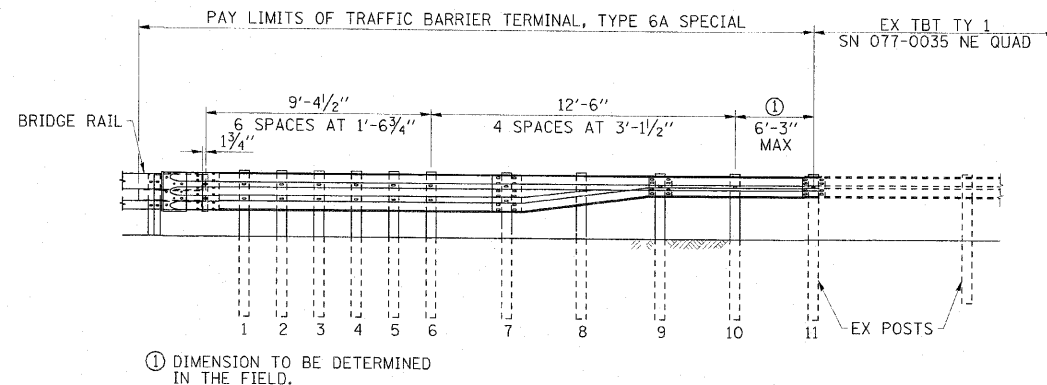 PAY LIMITS OF TRAFFIC BARRIER TERMINAL, TYPE 6A SPECIAL
EX TBT TY 1
SN 077-0035 NE QUAD
9'-4½"
6 SPACES AT 1'-6¾"
12'-6"
4 SPACES AT 3'-1½"
①
6'-3"
MAX
BRIDGE RAIL
1¾"
1 2 3 4 5 6 7 8 9 10 11
EX POSTS
① DIMENSION TO BE DETERMINED
IN THE FIELD.